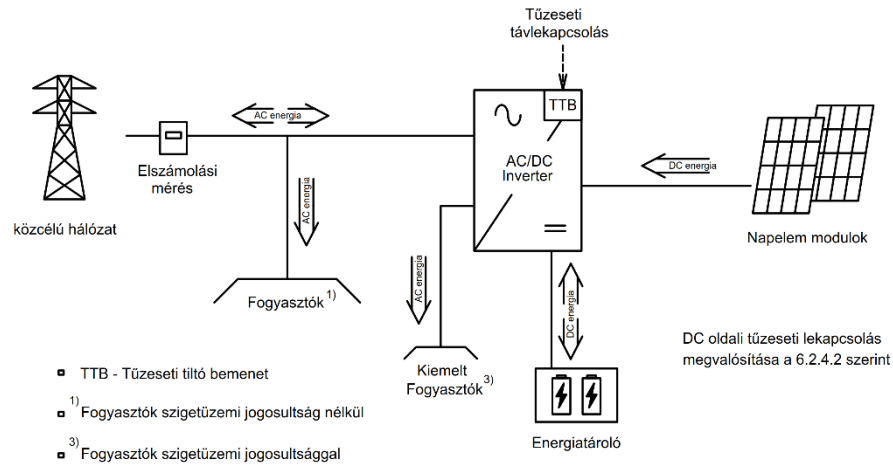 Tűzeseti
távlekapcsolás
TTB
AC energia
AC/DC
Inverter
DC energia
Elszámolási
mérés
közcélú hálózat
AC energia
AC energia
Napelem modulok
Fogyasztók 1)
DC energia
DC oldali tűzeseti lekapcsolás
megvalósítása a 6.2.4.2 szerint
Kiemelt
Fogyasztók 3)
TTB - Tűzeseti tiltó bemenet
1) Fogyasztók szigetüzemi jogosultság nélkül
Energiatároló
3) Fogyasztók szigetüzemi jogosultsággal